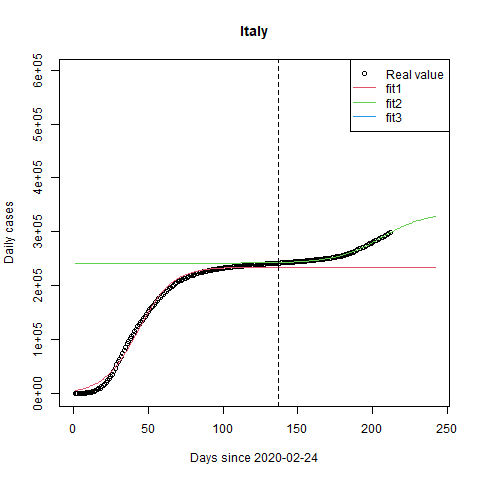 Italy
Daily cases
6e+05
5e+05
4e+05
3e+05
2e+05
1e+05
0e+00
Real value
fit1
fit2
fit3
0 50 100 150 200 250
Days since 2020-02-24